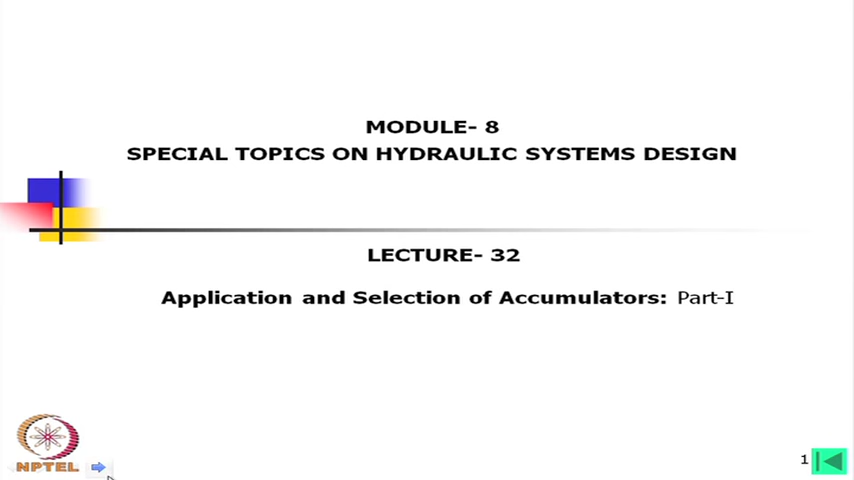 MODULE- 8
SPECIAL TOPICS ON HYDRAULIC SYSTEMS DESIGN
LECTURE- 32
Application and Selection of Accumulators: Part-I
NPTEL
1